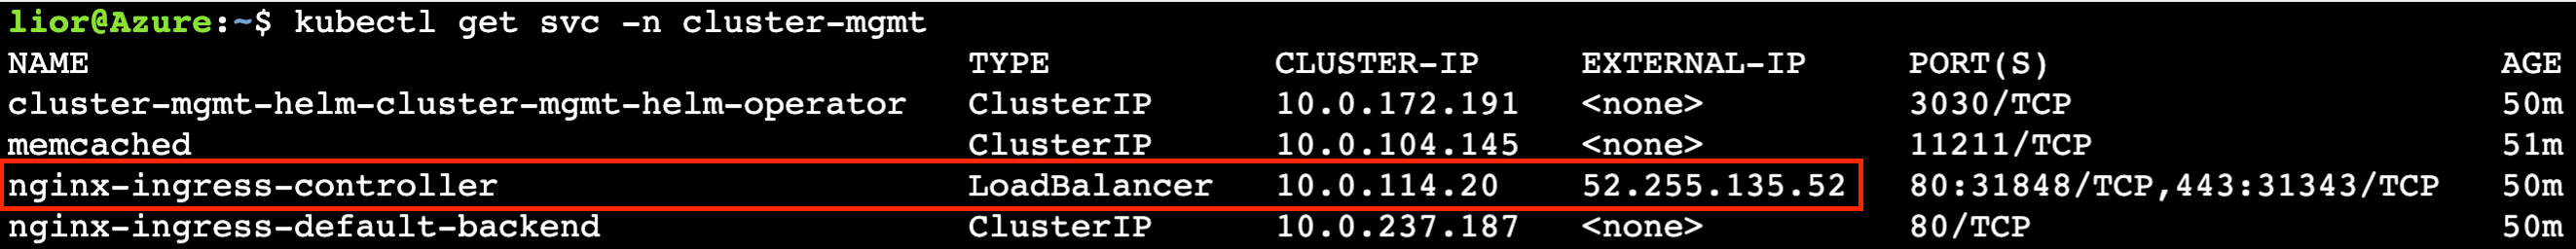 lior@Azure:~$ kubectl get svc -n cluster-mgmt
NAME TYPE CLUSTER-IP EXTERNAL-IP PORT(S) AGE
cluster-mgmt-helm-cluster-mgmt-helm-operator ClusterIP 10.0.172.191 <none> 3030/TCP 50m
memcached ClusterIP 10.0.104.145 <none> 11211/TCP 51m
nginx-ingress-controller LoadBalancer 10.0.114.20 52.255.135.52 80:31848/TCP,443:31343/TCP 50m
nginx-ingress-default-backend ClusterIP 10.0.237.187 <none> 80/TCP 50m